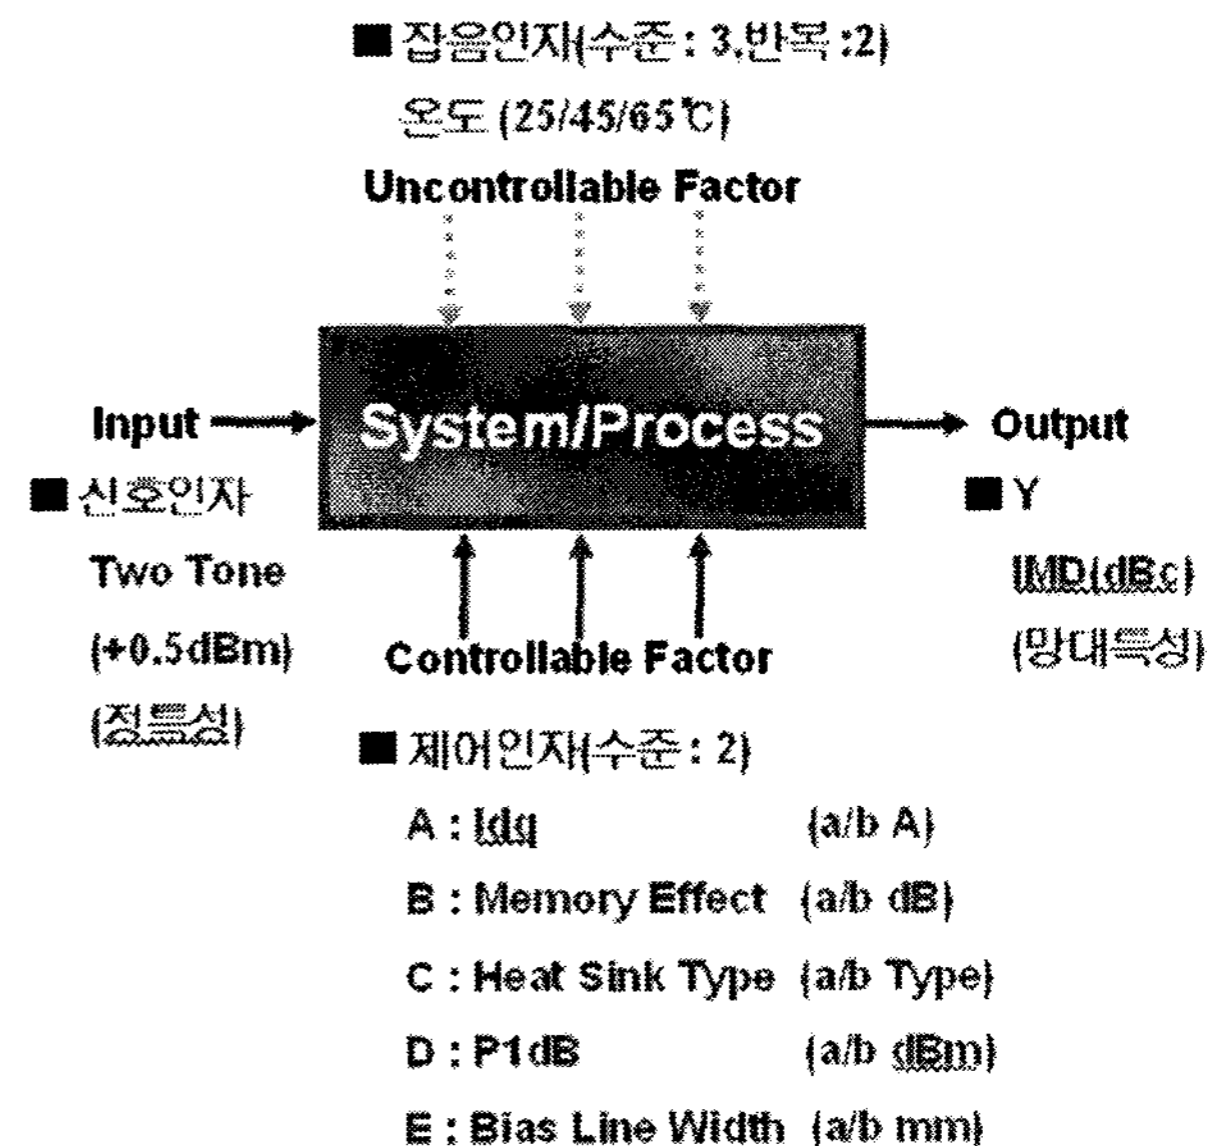 ■ 잡음인자(수준 : 3,반복 :2)
온도 (25/45/65℃)
Uncontrollable Factor
System/Process
Input
■ 신호인자
Two Tone
(+0.5dBm)
(정특성)
Output
■ Y
IMD(dBc)
(망대특성)
Controllable Factor
■ 제어인자(수준 : 2)
A : Idq (a/b A)
B : Memory Effect (a/b dB)
C : Heat Sink Type (a/b Type)
D : P1dB (a/b dBm)
E : Bias Line Width (a/b mm)